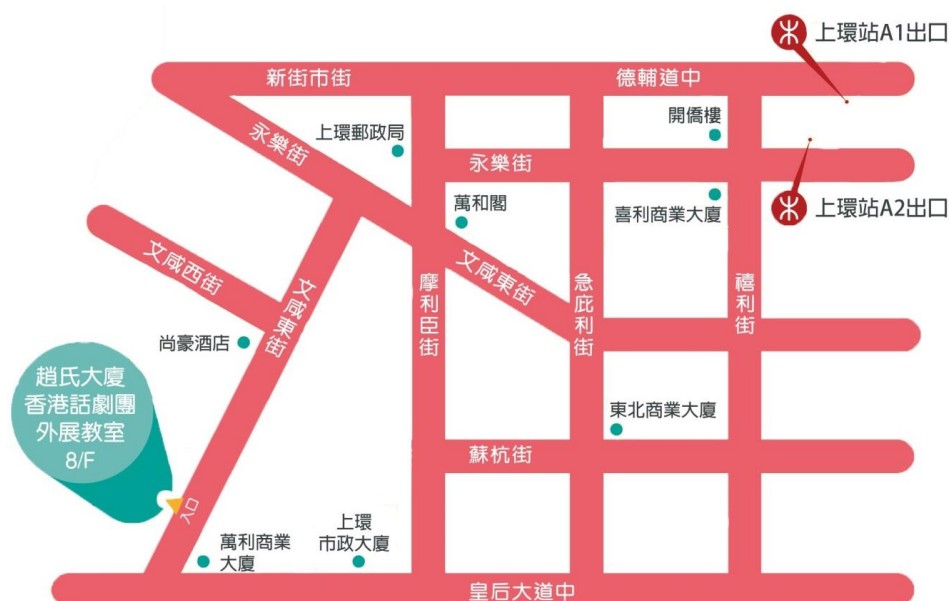 上環站A1出口
新街市街
德輔道中
開僑樓
上環郵政局
永樂街
永樂街
萬和閣
喜利商業大廈
上環站A2出口
文咸西街
文咸東街
文咸東街
摩利臣街
急庇利街
禧利街
尚豪酒店
趙氏大廈
香港話劇團
外展教室
8/F
東北商業大廈
蘇杭街
入口
萬利商業
大廈
上環
市政大廈
皇后大道中